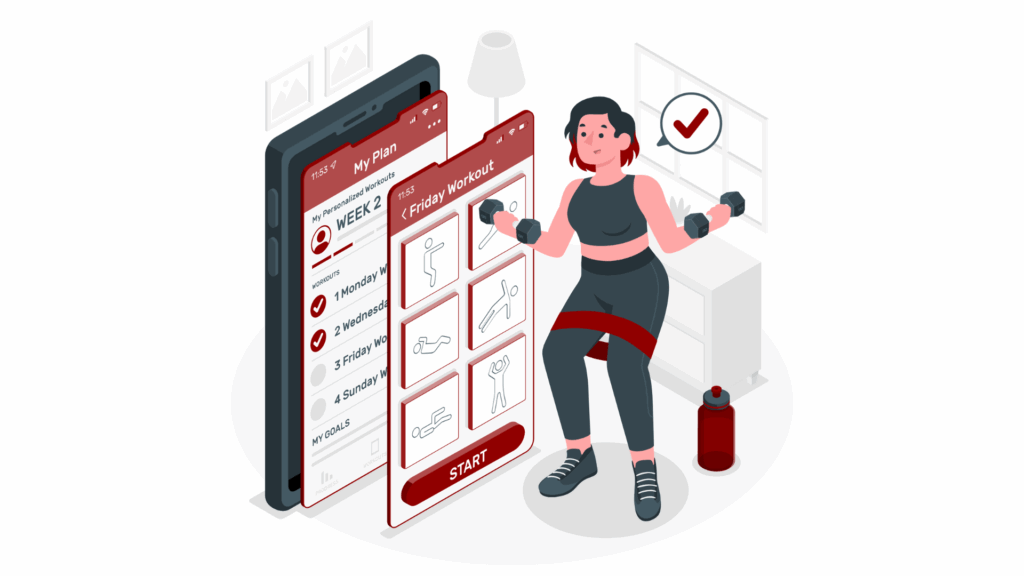 11:53
My Plan
My Personalized Workouts
WEEK 2
WORKOUTS
1 Monday W
2 Wednesda
3 Friday Wo
4 Sunday W
MY GOALS
11:53
Friday Workout
START